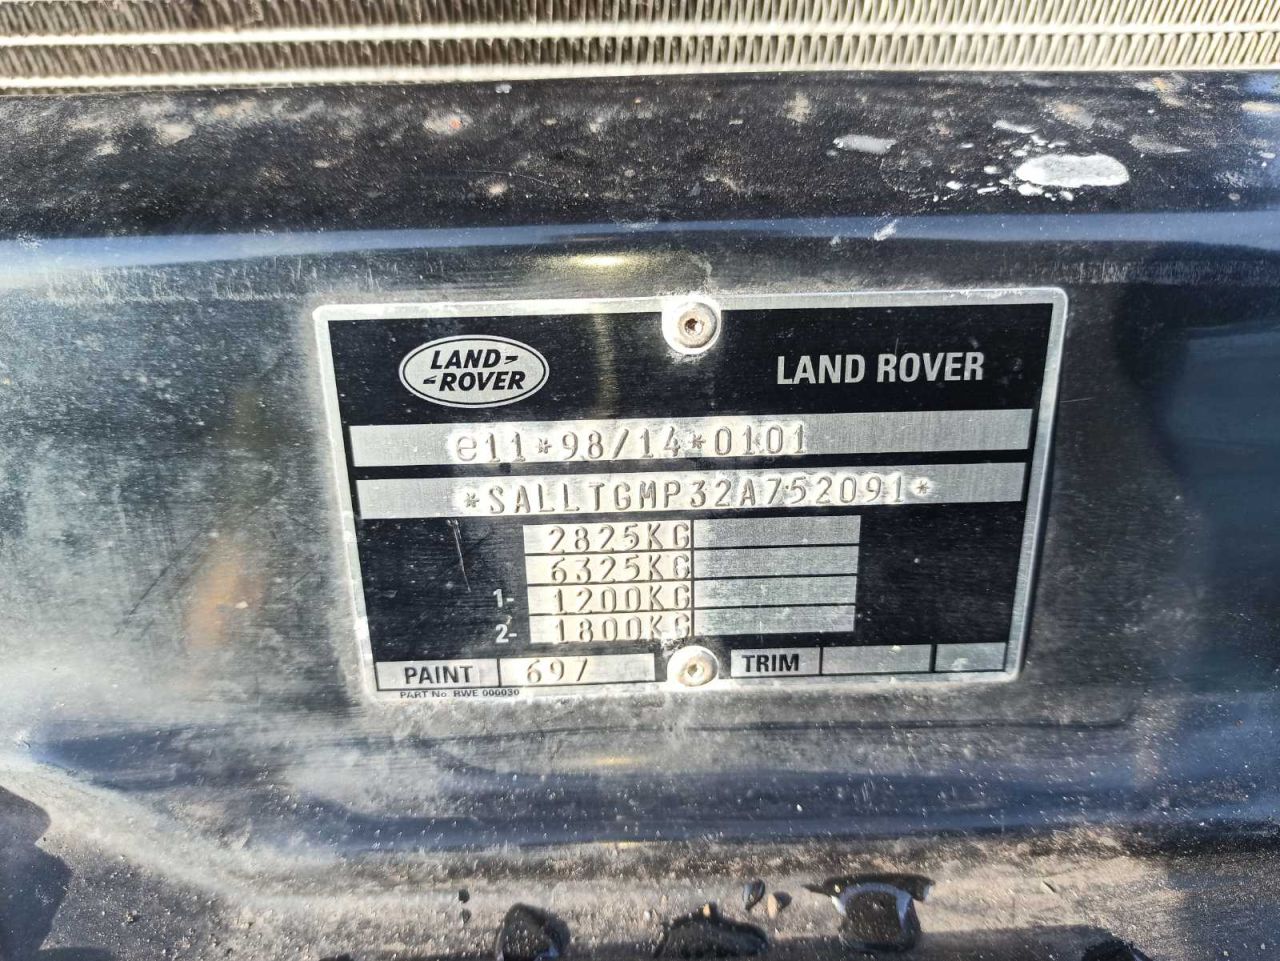 LAND-
-ROVER
LAND ROVER
e11*98/14*0101
*SALLTGMP32A752091*
2825KG
6325KG
1- 1200KG
2- 1800KG
PAINT 697 TRIM
PART No. RWE 000030